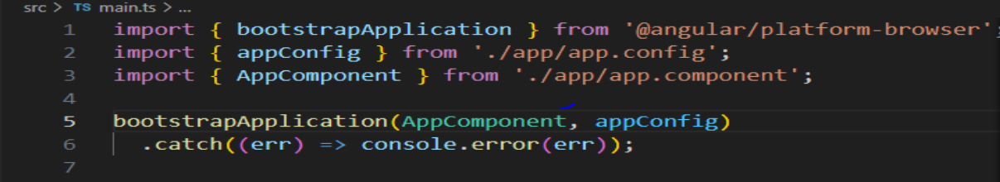 src > TS main.ts > ...
1 import { bootstrapApplication } from '@angular/platform-browser';
2 import { appConfig } from './app/app.config';
3 import { AppComponent } from './app/app.component';
4
5 bootstrapApplication(AppComponent, appConfig)
6   .catch((err) => console.error(err));
7